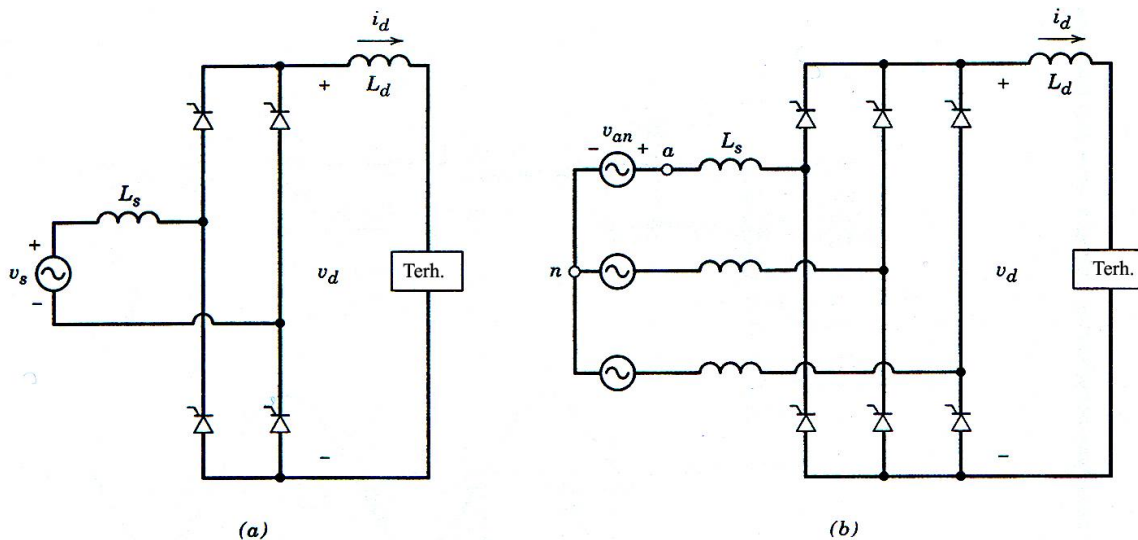 i_d
+
L_d
L_s
+
v_s
−
v_d
Terh.
−
(a)
i_d
+
L_d
v_an
−
+
a
L_s
n
v_d
Terh.
−
(b)